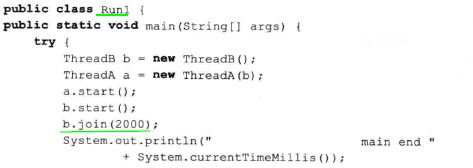 public class Run1 {
public static void main(String[] args) {
try {
ThreadB b = new ThreadB();
ThreadA a = new ThreadA(b);
a.start();
b.start();
b.join(2000);
System.out.println("                    main end "
+ System.currentTimeMillis());